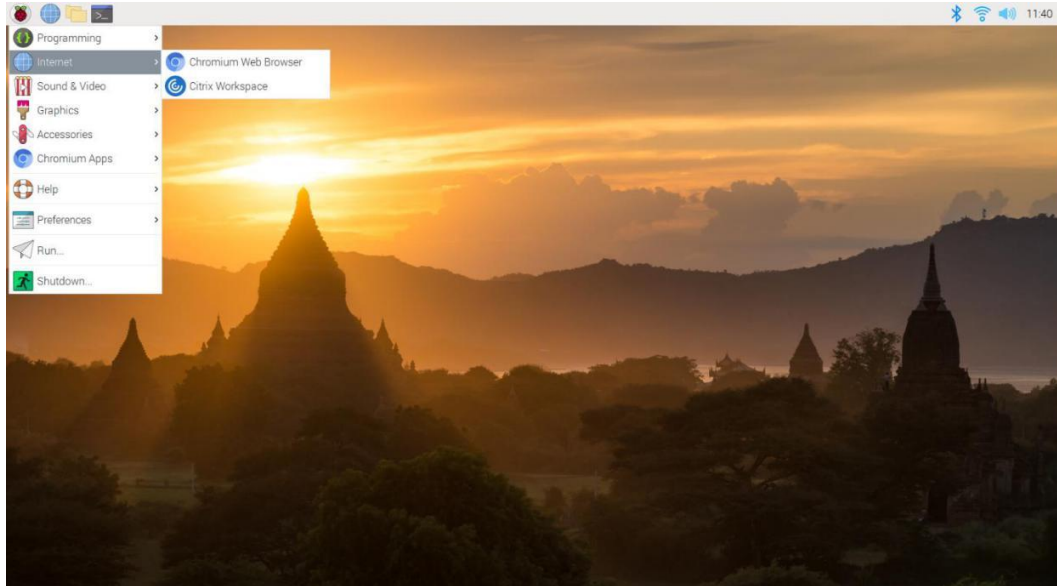 11:40
Programming
Internet
Chromium Web Browser
Sound & Video
Citrix Workspace
Graphics
Accessories
Chromium Apps
Help
Preferences
Run...
Shutdown...